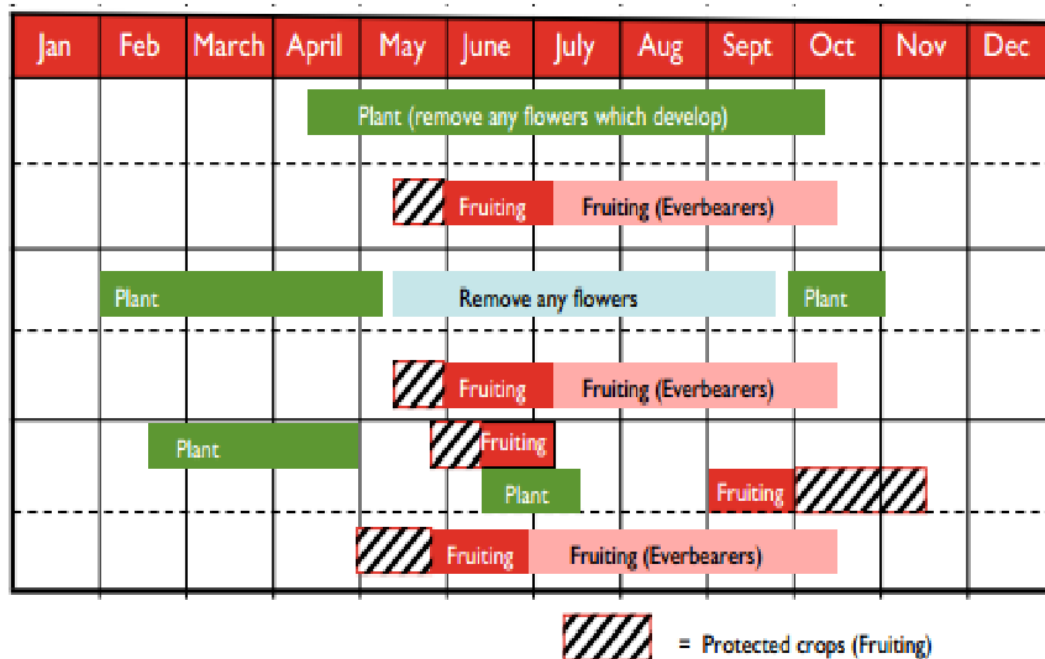 Jan Feb March April May June July Aug Sept Oct Nov Dec
Plant (remove any flowers which develop)
Fruiting Fruiting (Everbearers)
Plant Remove any flowers Plant
Fruiting Fruiting (Everbearers)
Plant Fruiting
Plant Fruiting
Fruiting Fruiting (Everbearers)
= Protected crops (Fruiting)